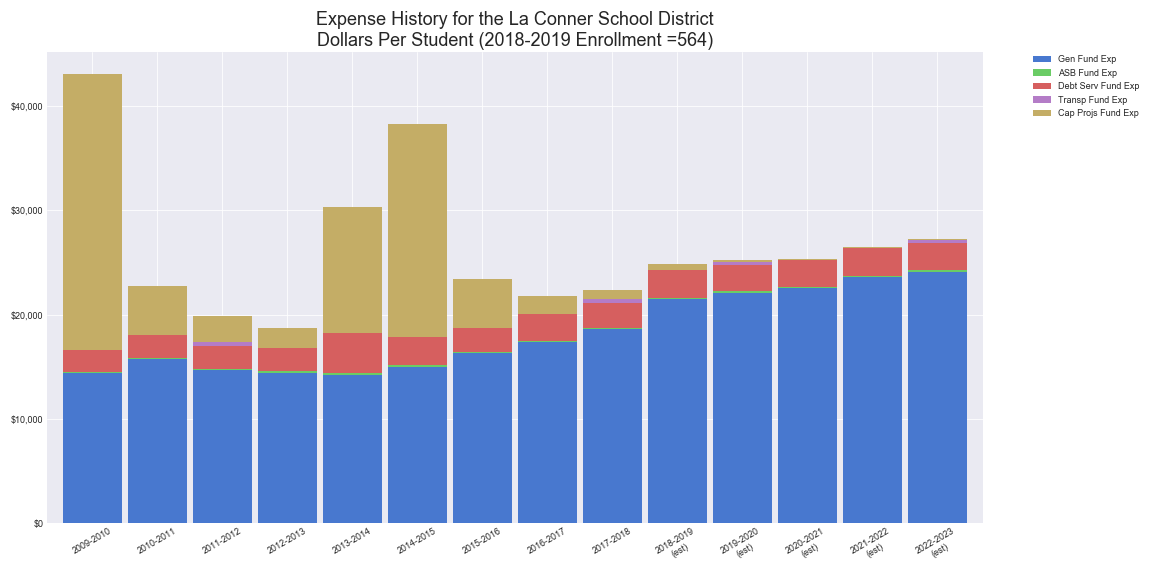 Expense History for the La Conner School District
Dollars Per Student (2018-2019 Enrollment =564)
Gen Fund Exp
ASB Fund Exp
Debt Serv Fund Exp
Transp Fund Exp
Cap Projs Fund Exp
$40,000
$30,000
$20,000
$10,000
$0
2009-2010
2010-2011
2011-2012
2012-2013
2013-2014
2014-2015
2015-2016
2016-2017
2017-2018
2018-2019
(est)
2019-2020
(est)
2020-2021
(est)
2021-2022
(est)
2022-2023
(est)